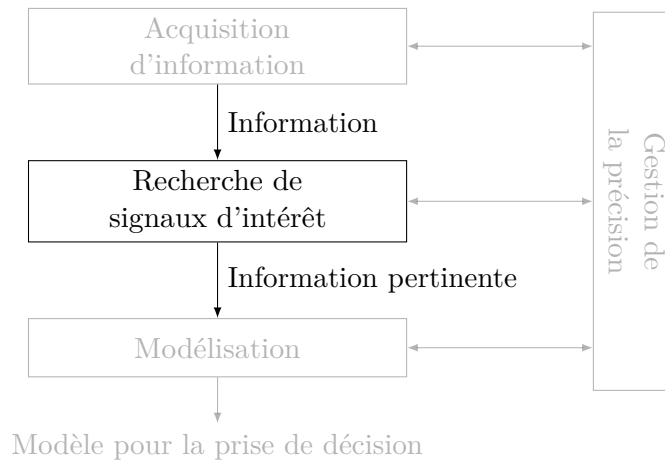 Acquisition
d'information
Information
Recherche de
signaux d'intérêt
Information pertinente
Modélisation
Modèle pour la prise de décision
Gestion de
la précision